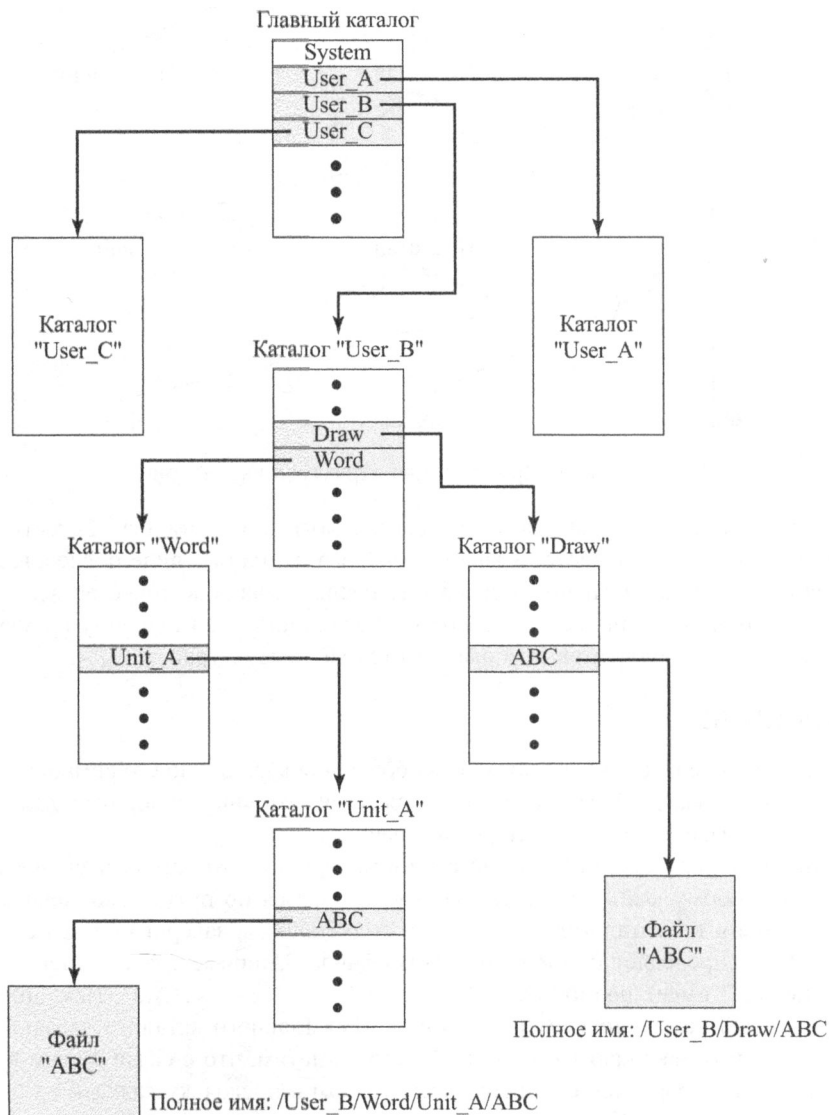 Главный каталог
System
User_A
User_B
User_C
Каталог
"User_C"
Каталог
"User_A"
Каталог "User_B"
Draw
Word
Каталог "Word"
Каталог "Draw"
Unit_A
ABC
Каталог "Unit_A"
ABC
Файл
"ABC"
Полное имя: /User_B/Draw/ABC
Файл
"ABC"
Полное имя: /User_B/Word/Unit_A/ABC